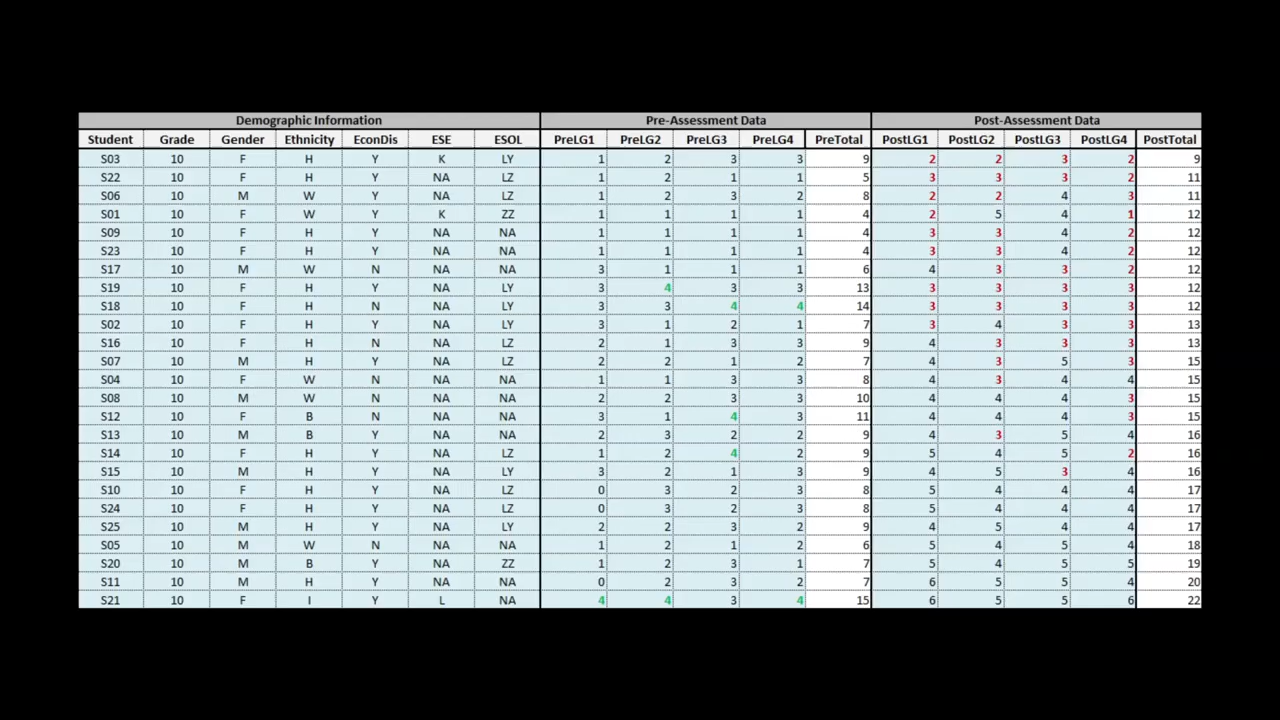 Demographic Information Pre-Assessment Data Post-Assessment Data
Student Grade Gender Ethnicity EconDis ESE ESOL PreLG1 PreLG2 PreLG3 PreLG4 PreTotal PostLG1 PostLG2 PostLG3 PostLG4 PostTotal
S03 10 F H Y K LY 1 2 3 3 9 2 2 3 2 9
S22 10 F H Y NA LZ 1 2 1 1 5 3 3 3 2 11
S06 10 M W Y NA LZ 1 2 3 2 8 2 2 4 3 11
S01 10 F W Y K ZZ 1 1 1 1 4 2 5 4 1 12
S09 10 F H Y NA NA 1 1 1 1 4 3 3 4 2 12
S23 10 F H Y NA NA 1 1 1 1 4 3 3 4 2 12
S17 10 M W N NA NA 3 1 1 1 6 4 3 3 2 12
S19 10 F H Y NA LY 3 4 3 3 13 3 3 3 3 12
S18 10 F H N NA LY 3 3 4 4 14 3 3 3 3 12
S02 10 F H Y NA LY 3 1 2 1 7 3 4 3 3 13
S16 10 F H N NA LZ 2 1 3 3 9 4 3 3 3 13
S07 10 M H Y NA LZ 2 2 1 2 7 4 3 5 3 15
S04 10 F W N NA NA 1 1 3 3 8 4 3 4 4 15
S08 10 M W N NA NA 2 2 3 3 10 4 4 4 3 15
S12 10 F B N NA NA 3 1 4 3 11 4 4 4 3 15
S13 10 M B Y NA NA 2 3 2 2 9 4 3 5 4 16
S14 10 F H Y NA LZ 1 2 4 2 9 5 4 5 2 16
S15 10 M H Y NA LY 3 2 1 3 9 4 5 3 4 16
S10 10 F H Y NA LZ 0 3 2 3 8 5 4 4 4 17
S24 10 F H Y NA LZ 0 3 2 3 8 5 4 4 4 17
S25 10 M H Y NA LY 2 2 3 2 9 4 5 4 4 17
S05 10 M W N NA NA 1 2 1 2 6 5 4 5 4 18
S20 10 M B Y NA ZZ 1 2 3 1 7 5 4 5 5 19
S11 10 M H Y NA NA 0 2 3 2 7 6 5 5 4 20
S21 10 F I Y L NA 4 4 3 4 15 6 5 5 6 22